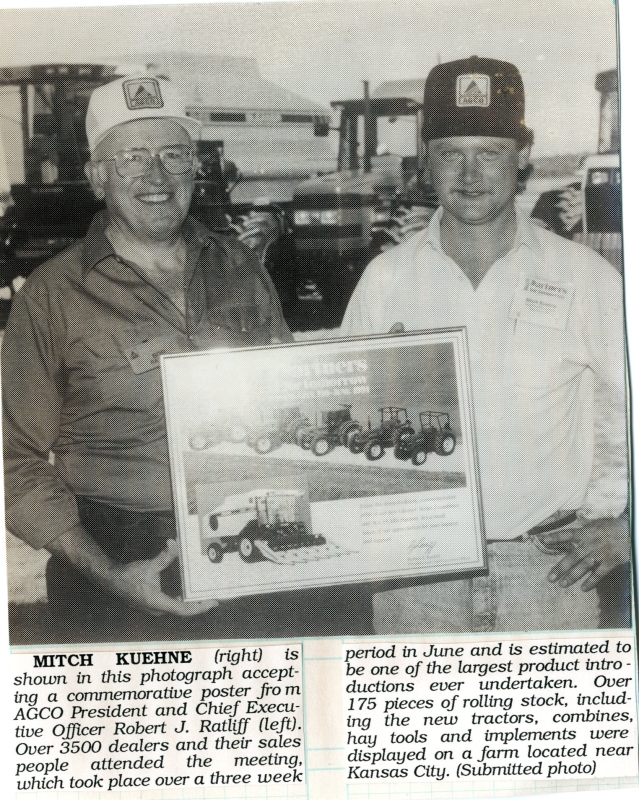 AGCO
AGCO
Partners
Partners
For Tomorrow
MITCH KUEHNE (right) is
shown in this photograph accept-
ing a commemorative poster from
AGCO President and Chief Execu-
tive Officer Robert J. Ratliff (left).
Over 3500 dealers and their sales
people attended the meeting,
which took place over a three week
period in June and is estimated to
be one of the largest product intro-
ductions ever undertaken. Over
175 pieces of rolling stock, includ-
ing the new tractors, combines,
hay tools and implements were
displayed on a farm located near
Kansas City. (Submitted photo)